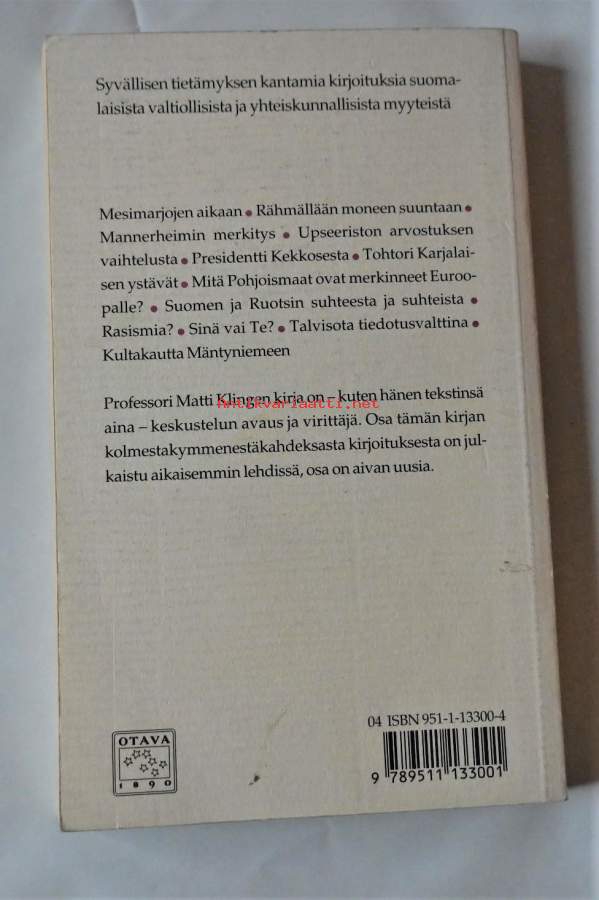 Syvällisen tietämyksen kantamia kirjoituksia suoma-
laisista valtiollisista ja yhteiskunnallisista myyteistä
Mesimarjojen aikaan • Rähmällään moneen suuntaan •
Mannerheimin merkitys • Upseeriston arvostuksen
vaihtelusta • Presidentti Kekkosesta • Tohtori Karjalai-
sen ystävät • Mitä Pohjoismaat ovat merkinneet Euroo-
palle? • Suomen ja Ruotsin suhteesta ja suhteista •
Rasismia? • Sinä vai Te? • Talvisota tiedotusvalttina •
Kultakautta Mäntyniemeen
Professori Matti Klingen kirja on – kuten hänen tekstinsä
antikvariaatti.net
aina – keskustelun avaus ja virittäjä. Osa tämän kirjan
kolmestakymmenestäkahdeksasta kirjoituksesta on jul-
kaistu aikaisemmin lehdissä, osa on aivan uusia.
04 ISBN 951-1-13300-4
9 789511 133001
OTAVA
1890